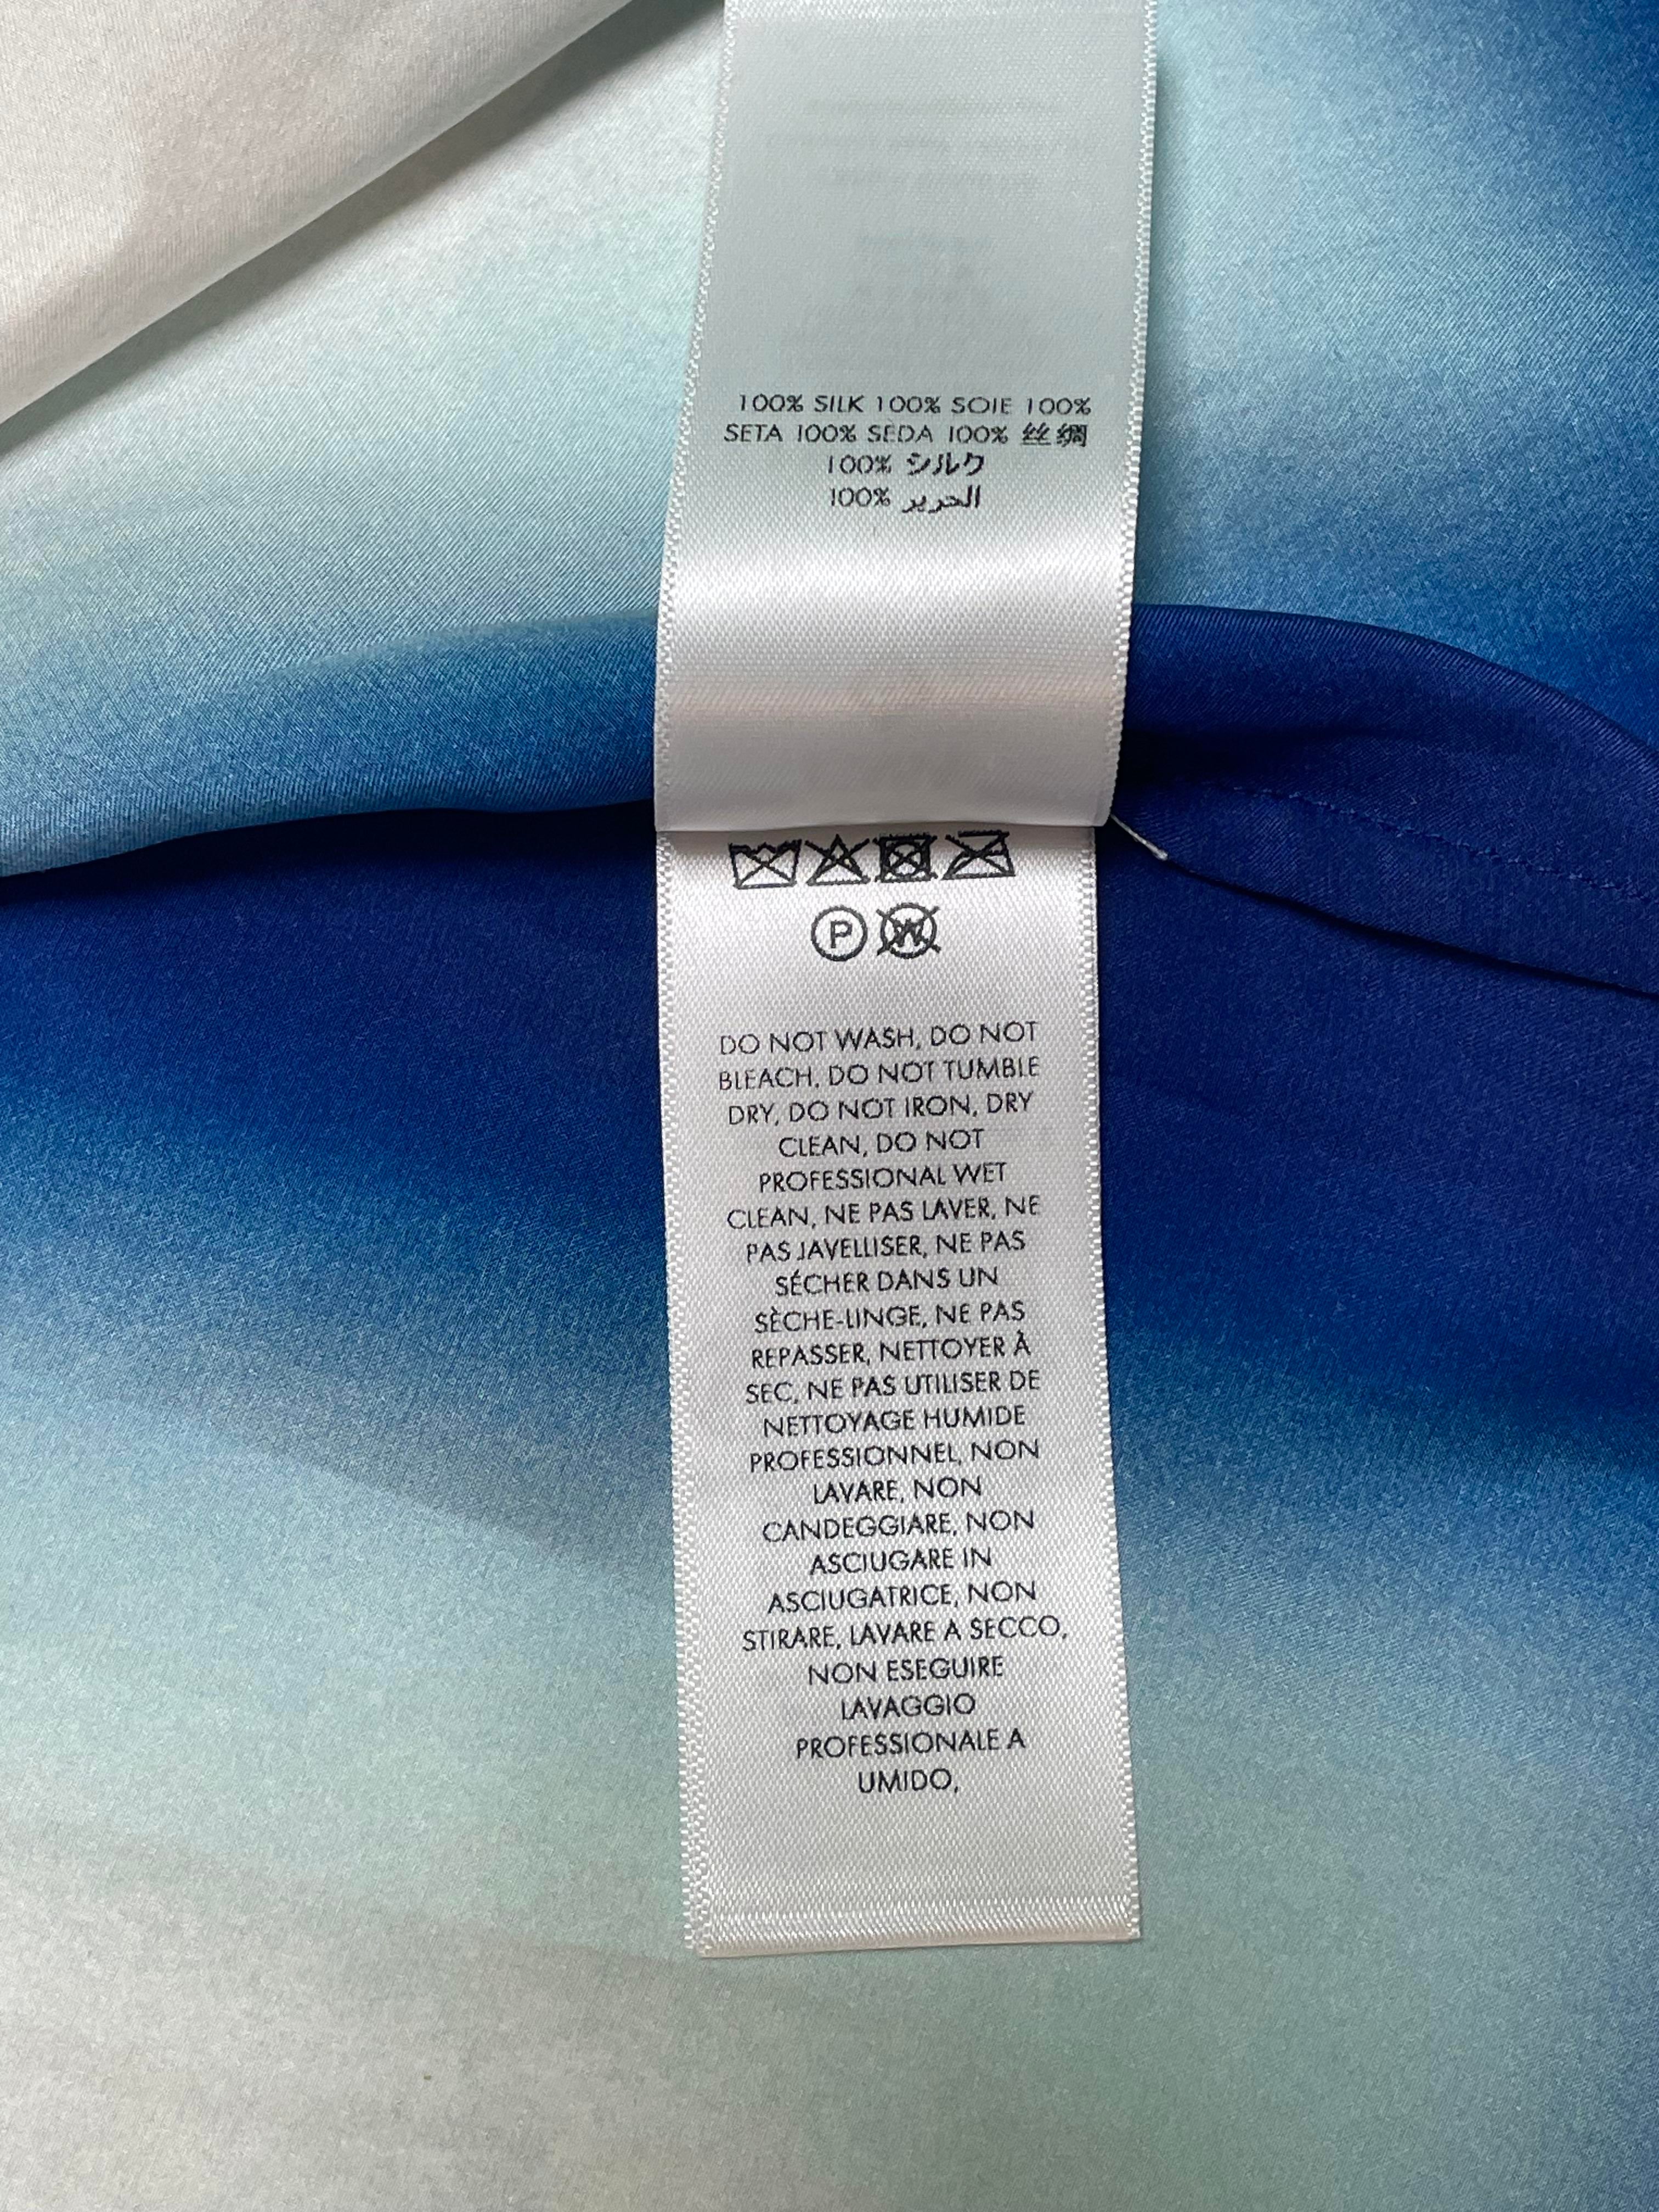 100% SILK 100% SOIE 100%
SETA 100% SEDA 100% 丝绸
100% シルク
100% الحرير
P W
DO NOT WASH, DO NOT
BLEACH, DO NOT TUMBLE
DRY, DO NOT IRON, DRY
CLEAN, DO NOT
PROFESSIONAL WET
CLEAN, NE PAS LAVER, NE
PAS JAVELLISER, NE PAS
SÉCHER DANS UN
SÈCHE-LINGE, NE PAS
REPASSER, NETTOYER À
SEC, NE PAS UTILISER DE
NETTOYAGE HUMIDE
PROFESSIONNEL, NON
LAVARE, NON
CANDEGGIARE, NON
ASCIUGARE IN
ASCIUGATRICE, NON
STIRARE, LAVARE A SECCO,
NON ESEGUIRE
LAVAGGIO
PROFESSIONALE A
UMIDO,